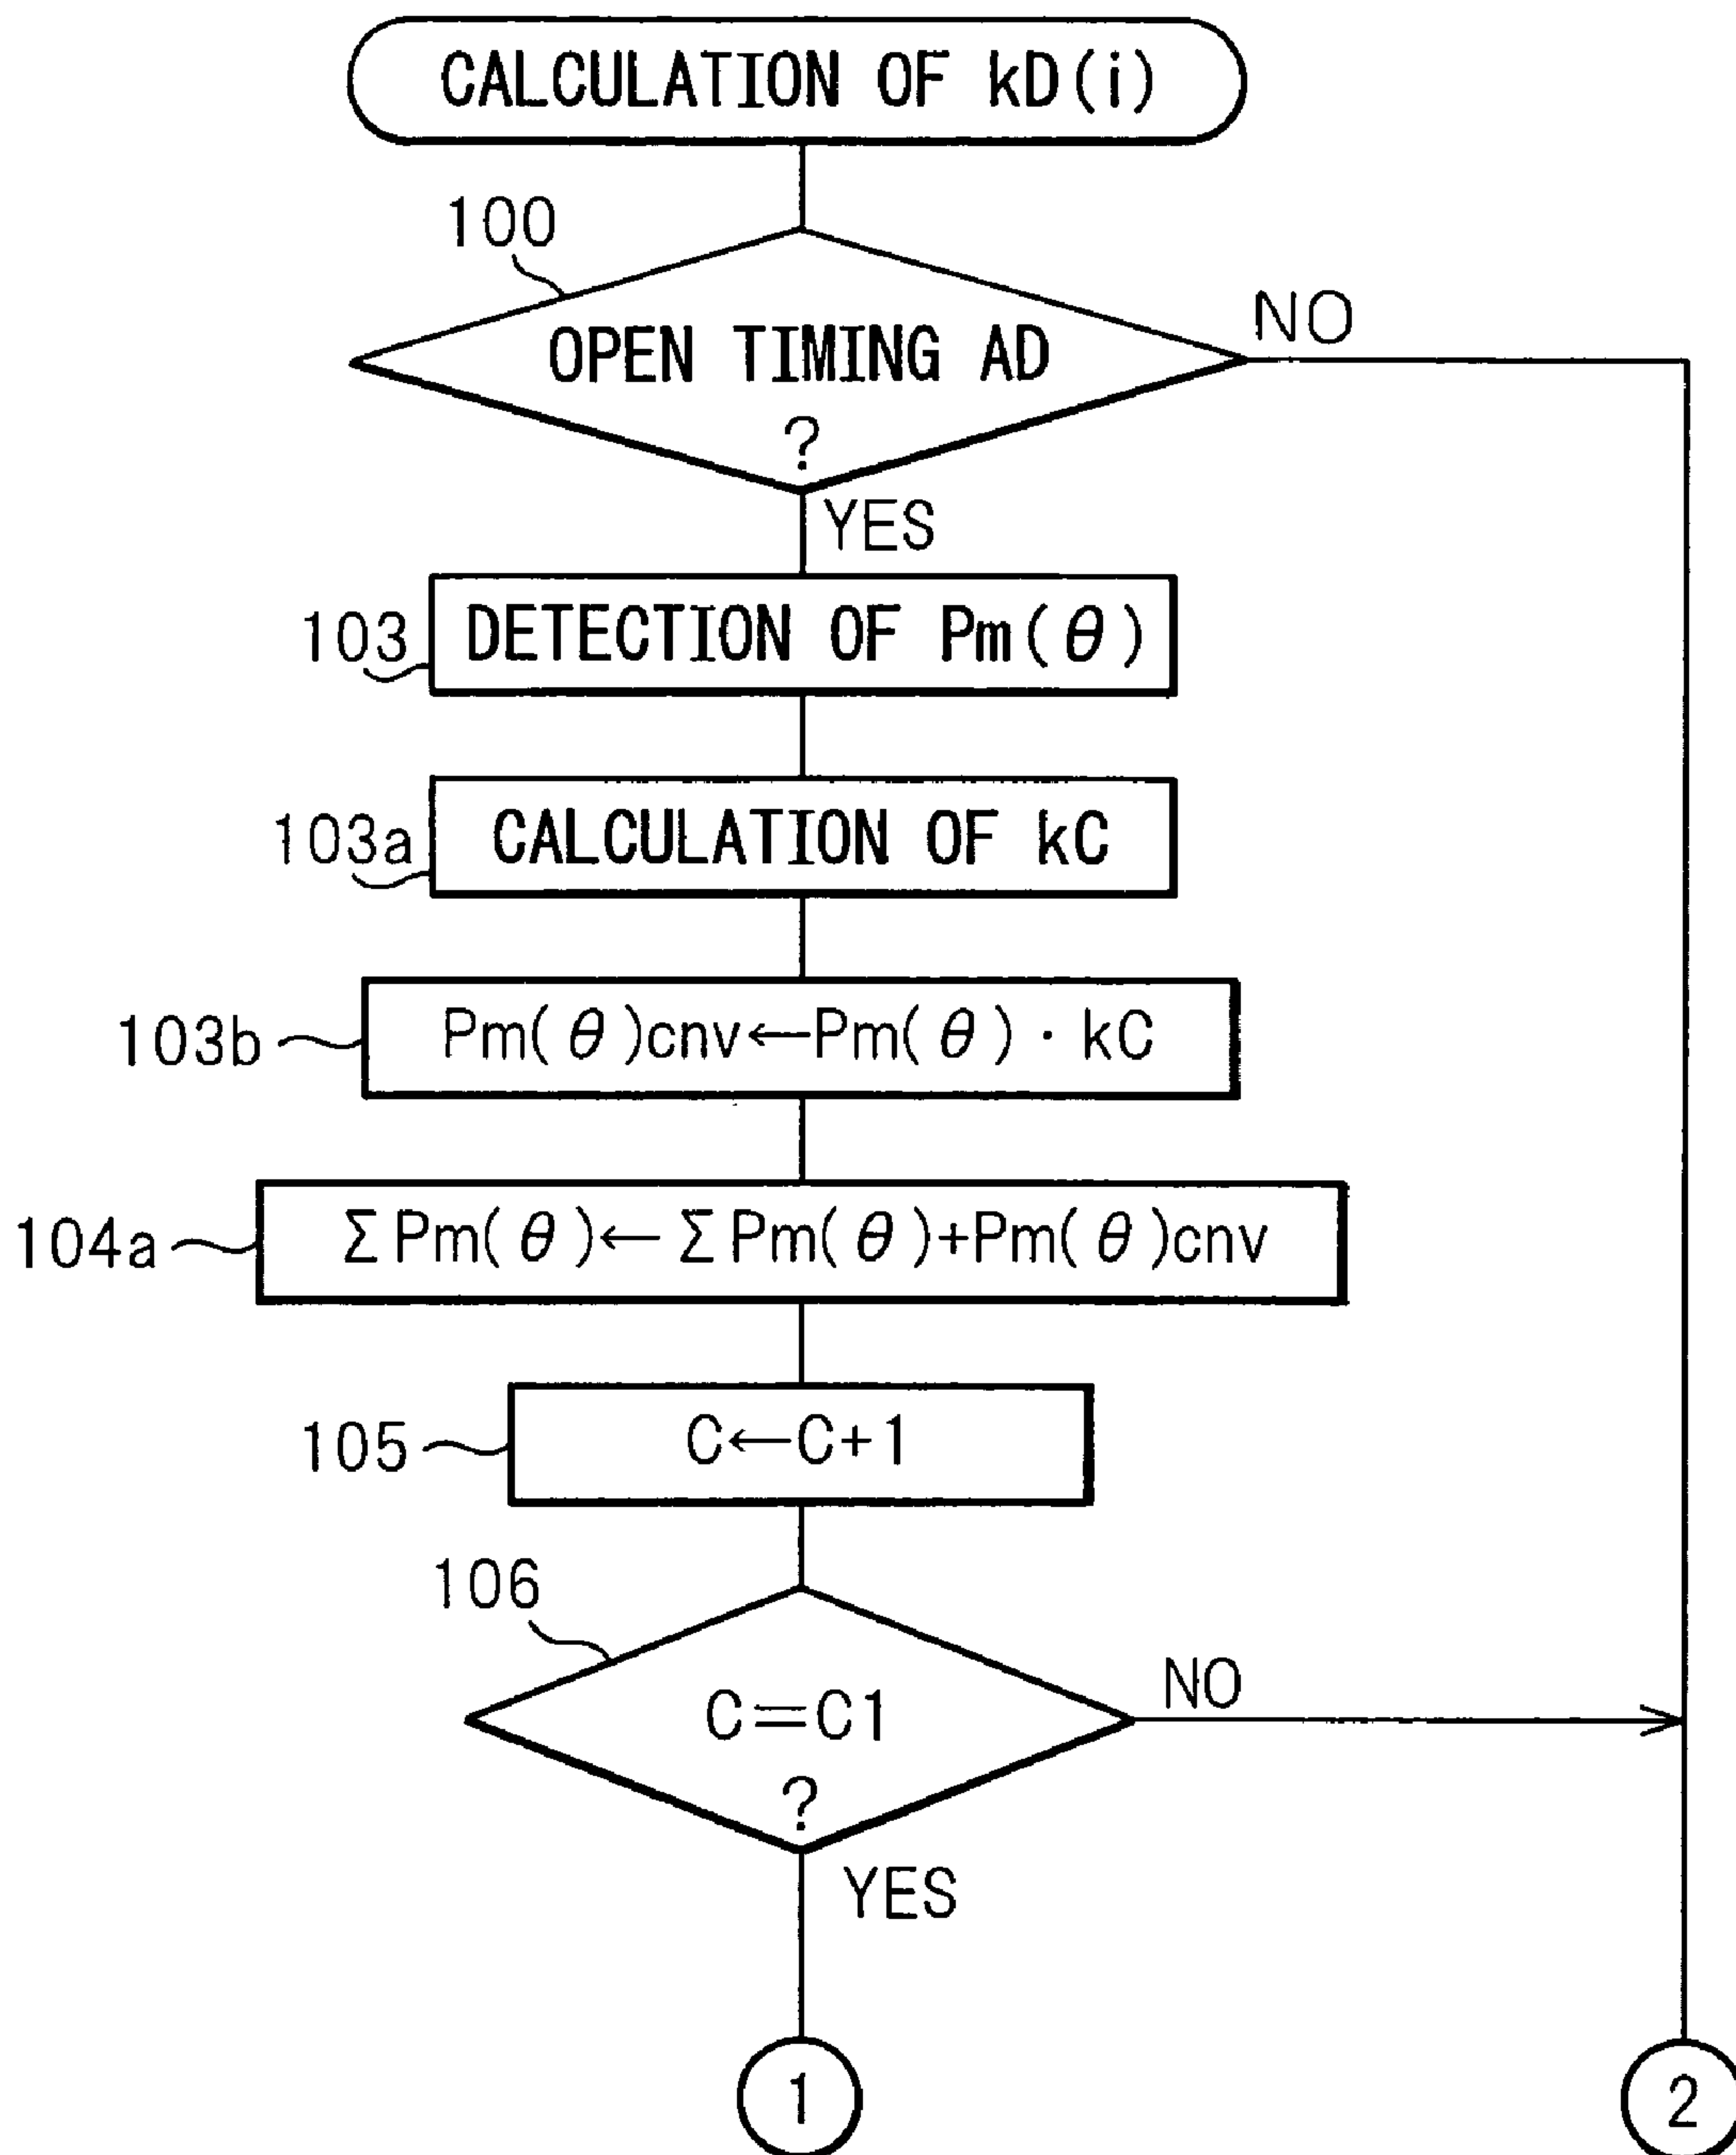 CALCULATION OF kD(i)
100
OPEN TIMING AD
?
NO
YES
103
DETECTION OF Pm(θ)
103a
CALCULATION OF kC
103b
Pm(θ)cnv←Pm(θ)·kC
104a
ΣPm(θ)←ΣPm(θ)+Pm(θ)cnv
105
C←C+1
106
C=C1
?
NO
YES
1
2